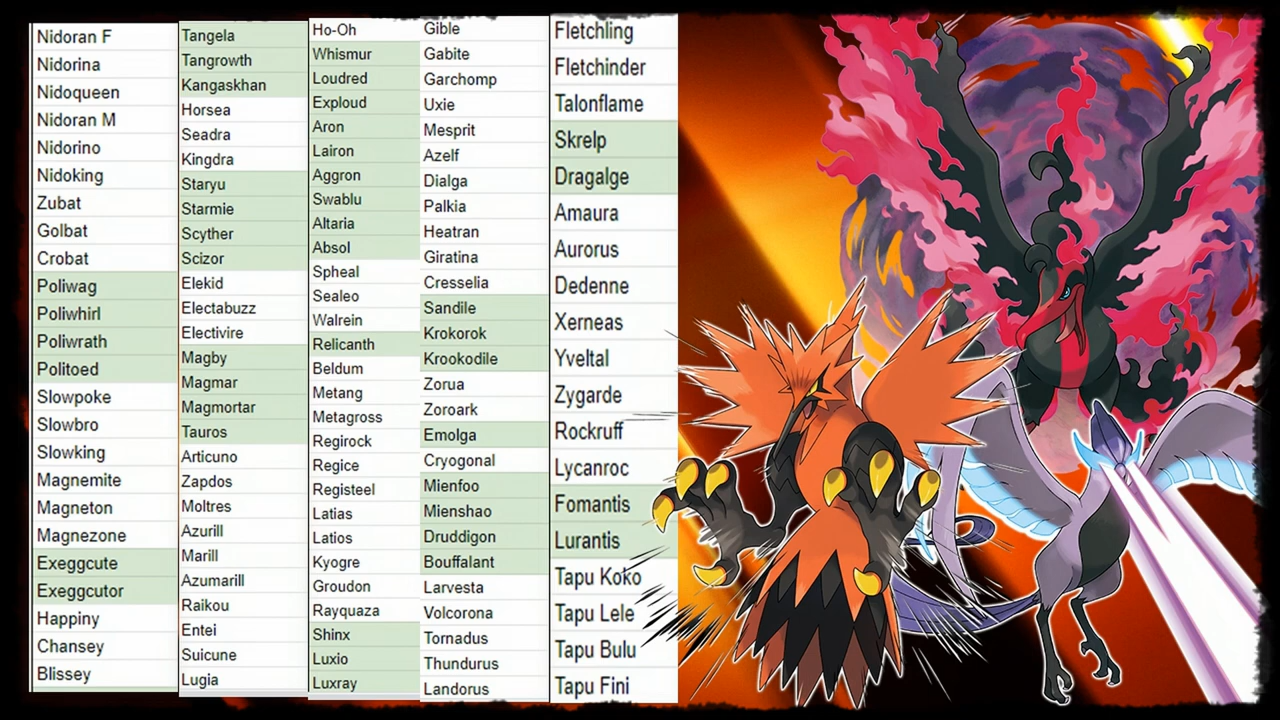 Nidoran F
Nidorina
Nidoqueen
Nidoran M
Nidorino
Nidoking
Zubat
Golbat
Crobat
Poliwag
Poliwhirl
Poliwrath
Politoed
Slowpoke
Slowbro
Slowking
Magnemite
Magneton
Magnezone
Exeggcute
Exeggcutor
Happiny
Chansey
Blissey
Tangela
Tangrowth
Kangaskhan
Horsea
Seadra
Kingdra
Staryu
Starmie
Scyther
Scizor
Elekid
Electabuzz
Electivire
Magby
Magmar
Magmortar
Tauros
Articuno
Zapdos
Moltres
Azurill
Marill
Azumarill
Raikou
Entei
Suicune
Lugia
Ho-Oh
Whismur
Loudred
Exploud
Aron
Lairon
Aggron
Swablu
Altaria
Absol
Spheal
Sealeo
Walrein
Relicanth
Beldum
Metang
Metagross
Regirock
Regice
Registeel
Latias
Latios
Kyogre
Groudon
Rayquaza
Shinx
Luxio
Luxray
Gible
Gabite
Garchomp
Uxie
Mesprit
Azelf
Dialga
Palkia
Heatran
Giratina
Cresselia
Sandile
Krokorok
Krookodile
Zorua
Zoroark
Emolga
Cryogonal
Mienfoo
Mienshao
Druddigon
Bouffalant
Larvesta
Volcorona
Tornadus
Thundurus
Landorus
Fletchling
Fletchinder
Talonflame
Skrelp
Dragalge
Amaura
Aurorus
Dedenne
Xerneas
Yveltal
Zygarde
Rockruff
Lycanroc
Fomantis
Lurantis
Tapu Koko
Tapu Lele
Tapu Bulu
Tapu Fini